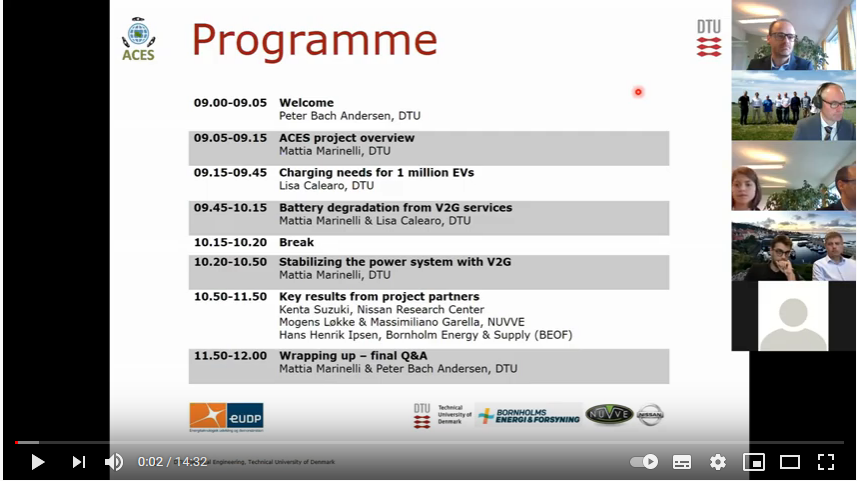 ACES
Programme
DTU
09.00-09.05 Welcome
Peter Bach Andersen, DTU
09.05-09.15 ACES project overview
Mattia Marinelli, DTU
09.15-09.45 Charging needs for 1 million EVs
Lisa Calearo, DTU
09.45-10.15 Battery degradation from V2G services
Mattia Marinelli & Lisa Calearo, DTU
10.15-10.20 Break
10.20-10.50 Stabilizing the power system with V2G
Mattia Marinelli, DTU
10.50-11.50 Key results from project partners
Kenta Suzuki, Nissan Research Center
Mogens Løkke & Massimiliano Garella, NUVVE
Hans Henrik Ipsen, Bornholm Energy & Supply (BEOF)
11.50-12.00 Wrapping up – final Q&A
Mattia Marinelli & Peter Bach Andersen, DTU
eUDP
DTU
Technical
University of
Denmark
BORNHOLMS
ENERGI & FORSYNING
NUVVE
NISSAN
0:02 / 14:32
Engineering, Technical University of Denmark